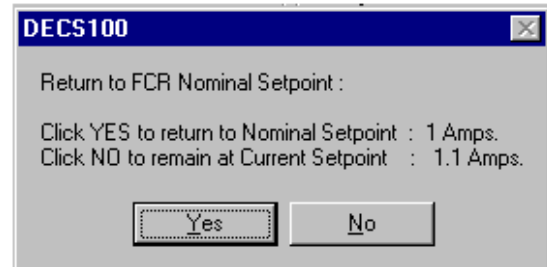 DECS100
Return to FCR Nominal Setpoint :
Click YES to return to Nominal Setpoint : 1 Amps.
Click NO to remain at Current Setpoint : 1.1 Amps.
Yes
No